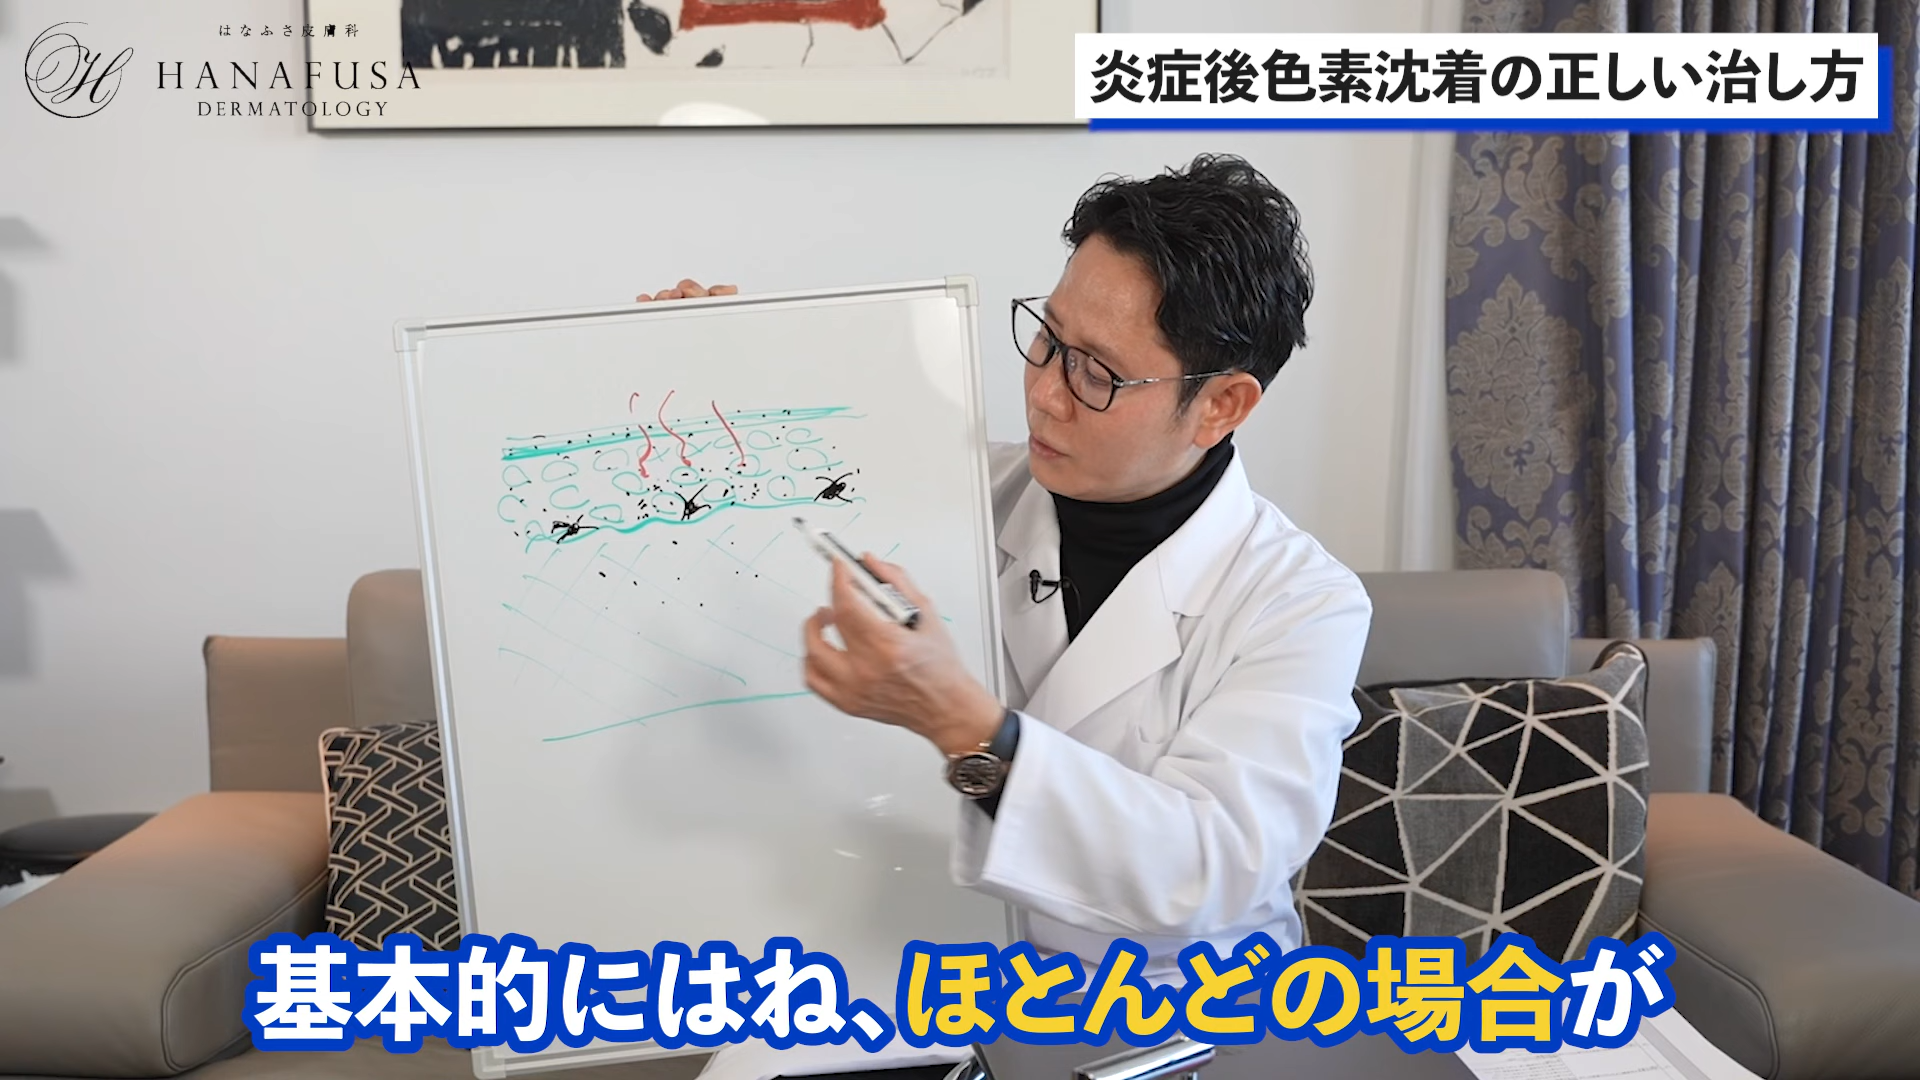 はなふさ皮膚科
HANAFUSA
DERMATOLOGY
炎症後色素沈着の正しい治し方
基本的にはね、ほとんどの場合が